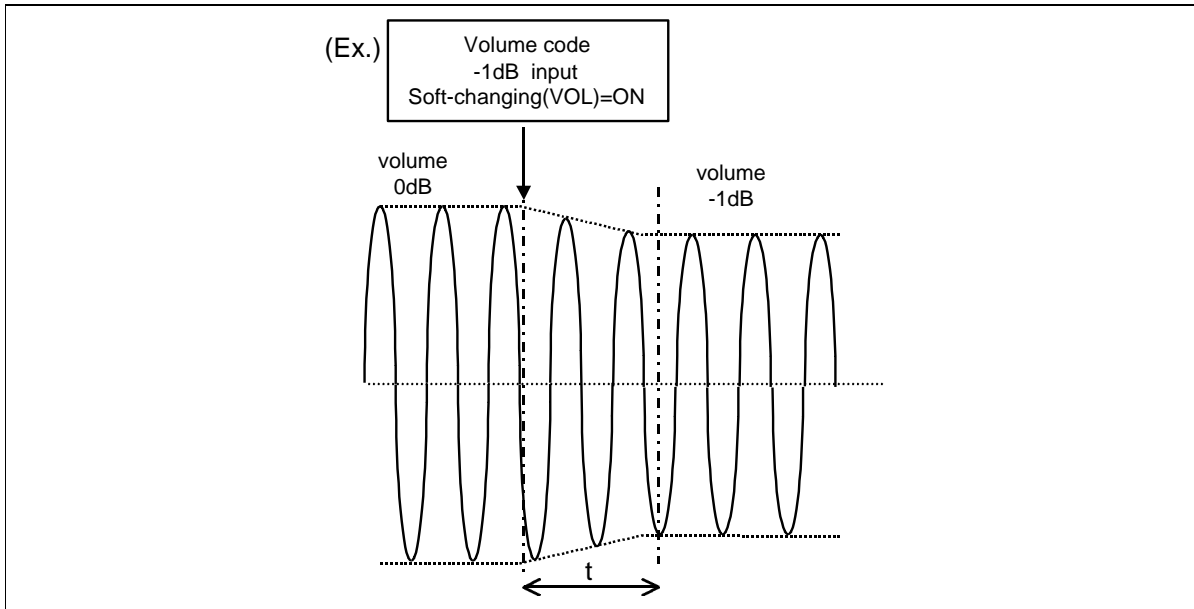 (Ex.)
Volume code
-1dB input
Soft-changing(VOL)=ON
volume
0dB
volume
-1dB
t